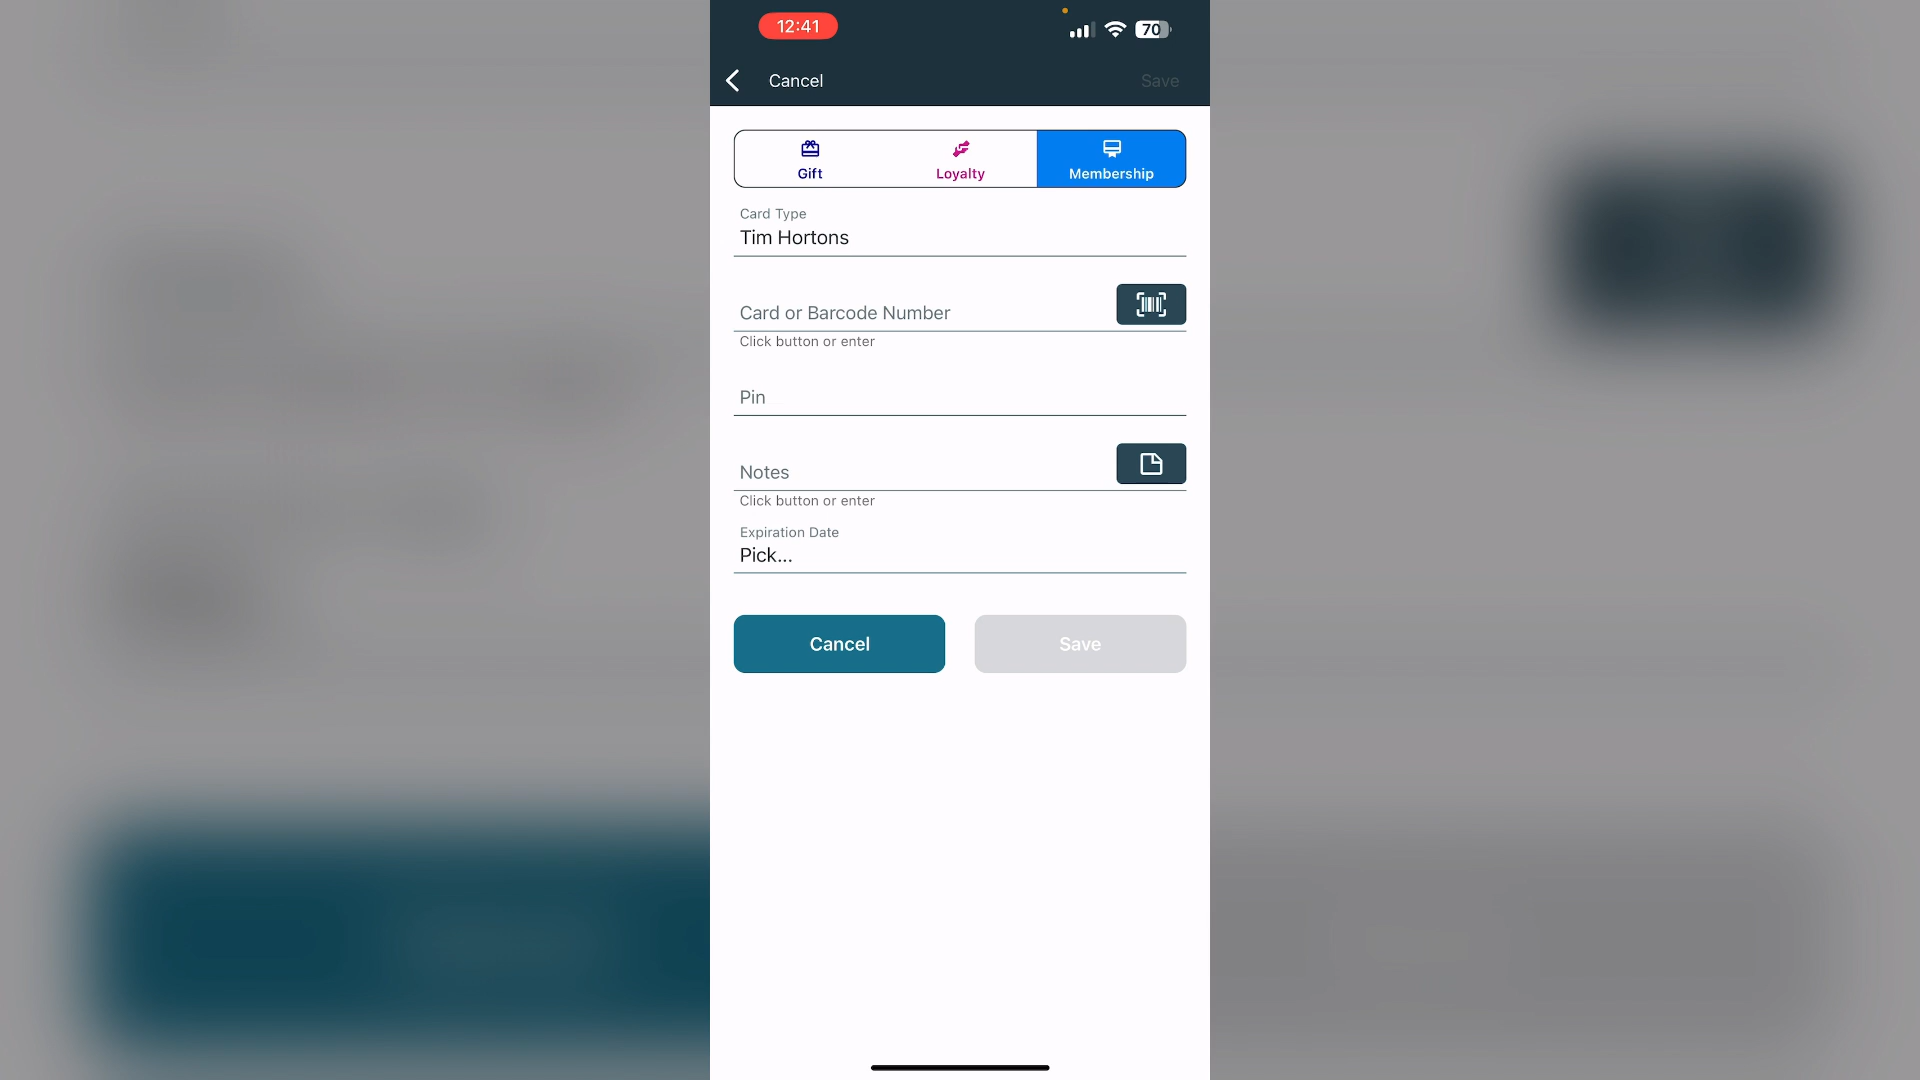 12:41
70
Cancel
Save
Gift
Loyalty
Membership
Card Type
Tim Hortons
Card or Barcode Number
Click button or enter
Pin
Notes
Click button or enter
Expiration Date
Pick...
Cancel
Save